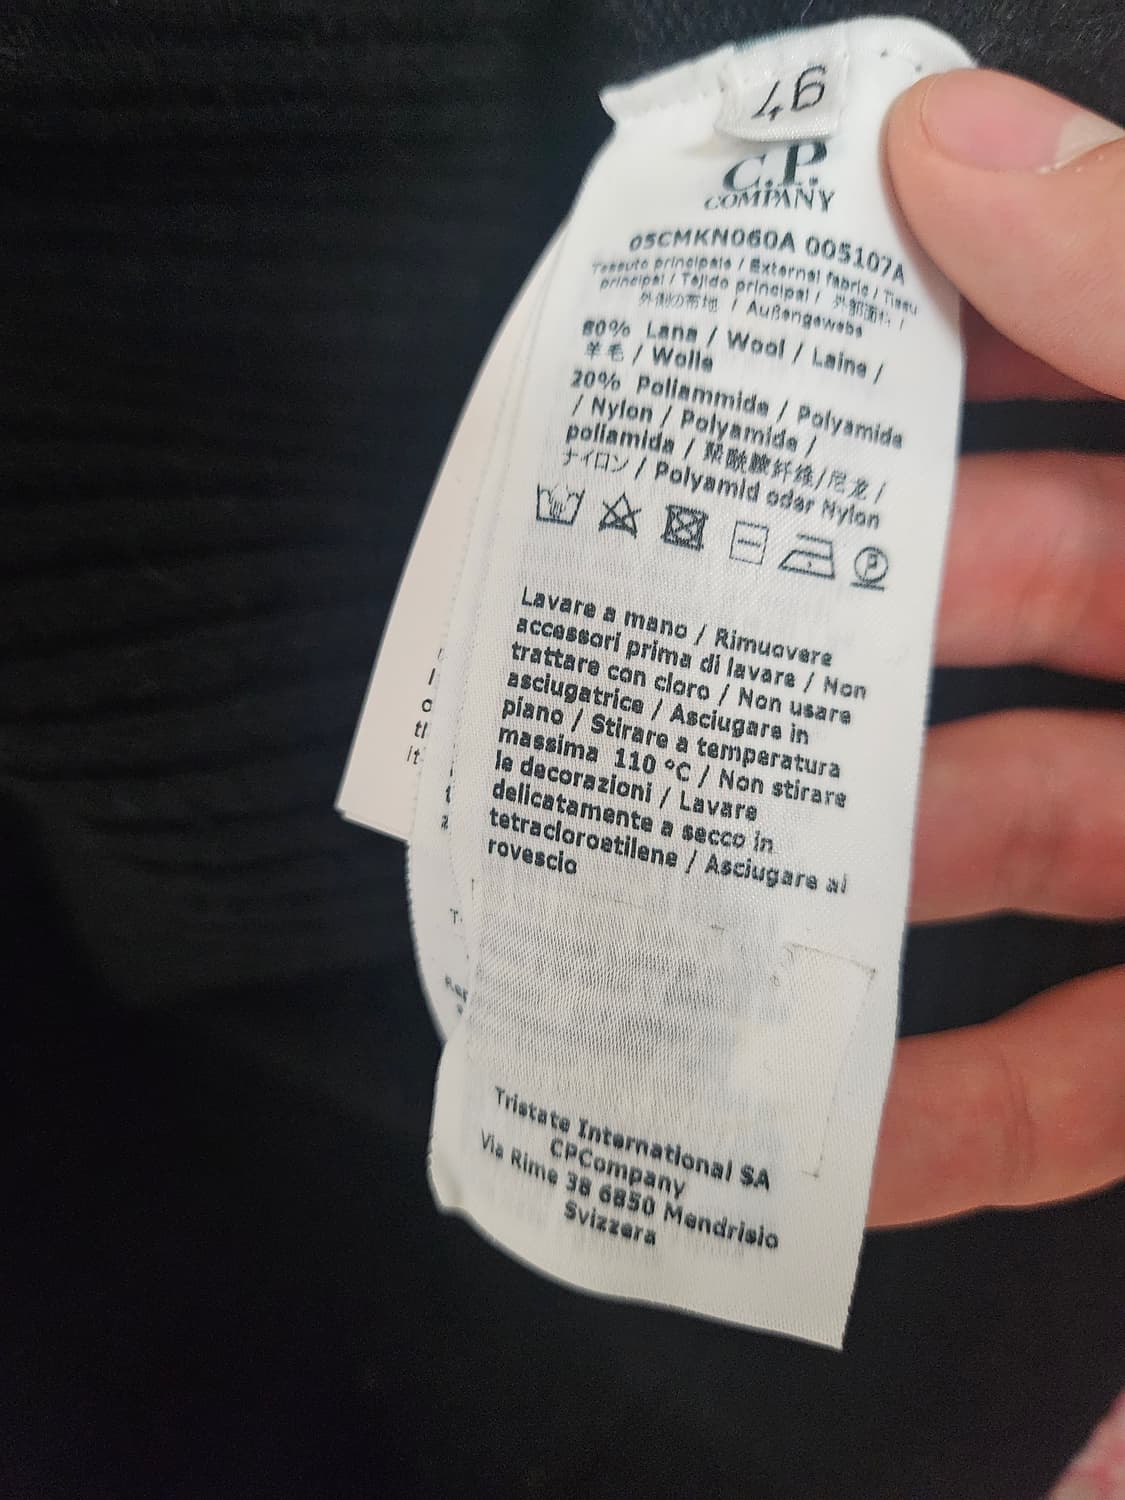 46
C.P.
COMPANY
05CMKN060A 005107A
Tessuto principale / External fabric / Tissu
principal / Tejido principal / 外部面料 /
外側の布地 / Außengewebe
80% Lana / Wool / Laine /
羊毛 / Wolle
20% Poliammide / Polyamide
/ Nylon / Polyamide /
poliamida / 聚酰胺纤维/尼龙 /
ナイロン / Polyamid oder Nylon
P
Lavare a mano / Rimuovere
accessori prima di lavare / Non
trattare con cloro / Non usare
asciugatrice / Asciugare in
piano / Stirare a temperatura
massima 110 °C / Non stirare
le decorazioni / Lavare
delicatamente a secco in
tetracloroetilene / Asciugare al
rovescio
Tristate International SA
CPCompany
Via Rime 38 6850 Mendrisio
Svizzera